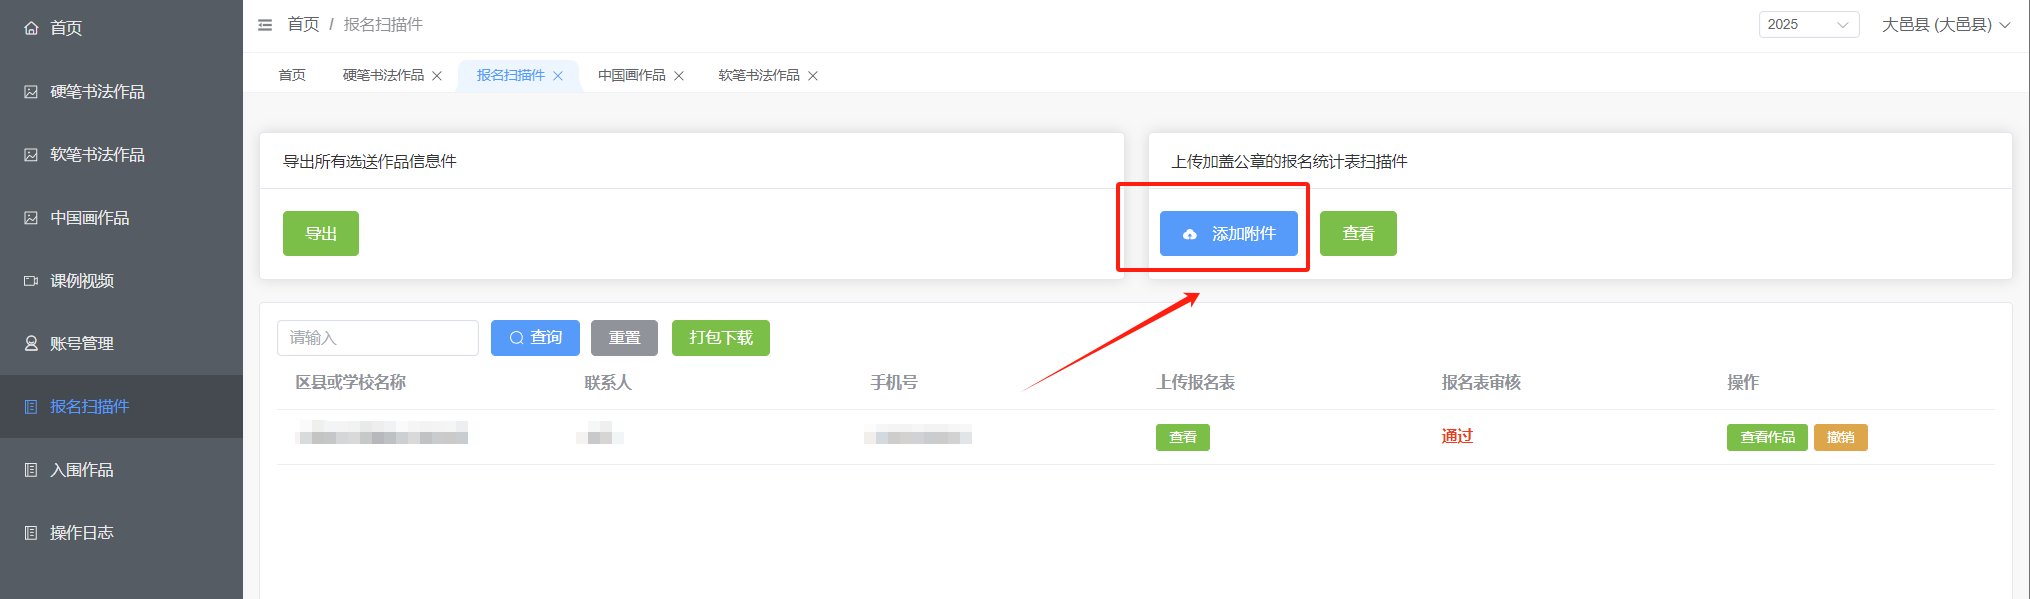 首页
硬笔书法作品
软笔书法作品
中国画作品
课例视频
账号管理
报名扫描件
入围作品
操作日志
首页 / 报名扫描件
2025
大邑县 (大邑县)
首页 硬笔书法作品 报名扫描件 中国画作品 软笔书法作品
导出所有选送作品信息件
导出
上传加盖公章的报名统计表扫描件
添加附件 查看
请输入 查询 重置 打包下载
区县或学校名称 联系人 手机号 上传报名表 报名表审核 操作
查看 通过 查看作品 撤销